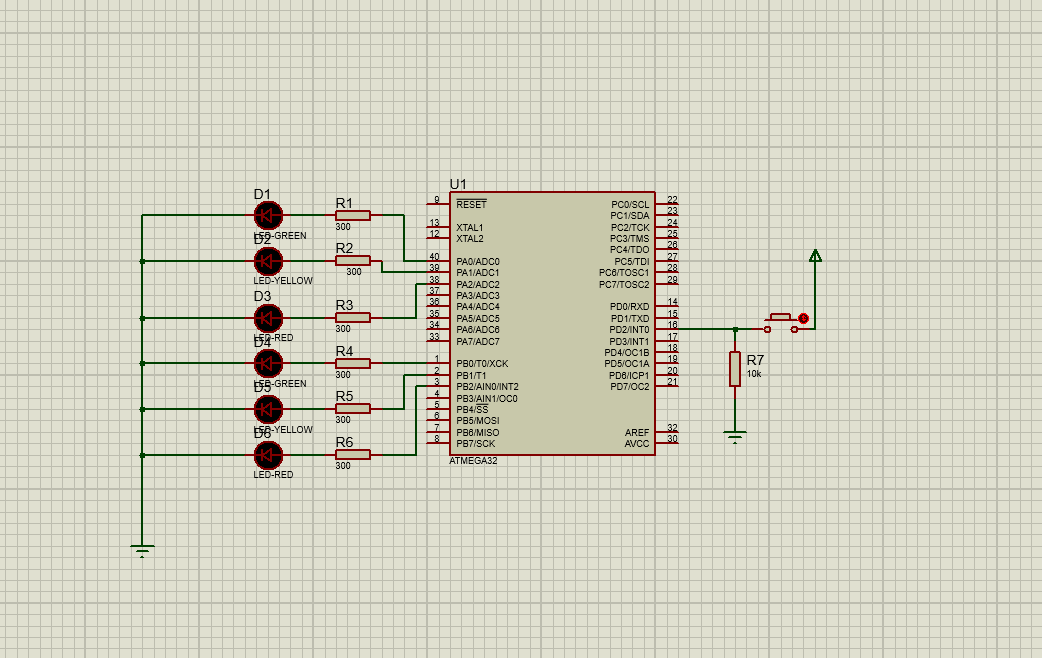 D1
LED-GREEN
R1
300
D2
LED-YELLOW
R2
300
D3
LED-RED
R3
300
D4
LED-GREEN
R4
300
D5
LED-YELLOW
R5
300
D6
LED-RED
R6
300
U1
9 RESET
13 XTAL1
12 XTAL2
40 PA0/ADC0
39 PA1/ADC1
38 PA2/ADC2
37 PA3/ADC3
36 PA4/ADC4
35 PA5/ADC5
34 PA6/ADC6
33 PA7/ADC7
1 PB0/T0/XCK
2 PB1/T1
3 PB2/AIN0/INT2
4 PB3/AIN1/OC0
5 PB4/SS
6 PB5/MOSI
7 PB6/MISO
8 PB7/SCK
PC0/SCL 22
PC1/SDA 23
PC2/TCK 24
PC3/TMS 25
PC4/TDO 26
PC5/TDI 27
PC6/TOSC1 28
PC7/TOSC2 29
PD0/RXD 14
PD1/TXD 15
PD2/INT0 16
PD3/INT1 17
PD4/OC1B 18
PD5/OC1A 19
PD6/ICP1 20
PD7/OC2 21
AREF 32
AVCC 30
ATMEGA32
R7
10k